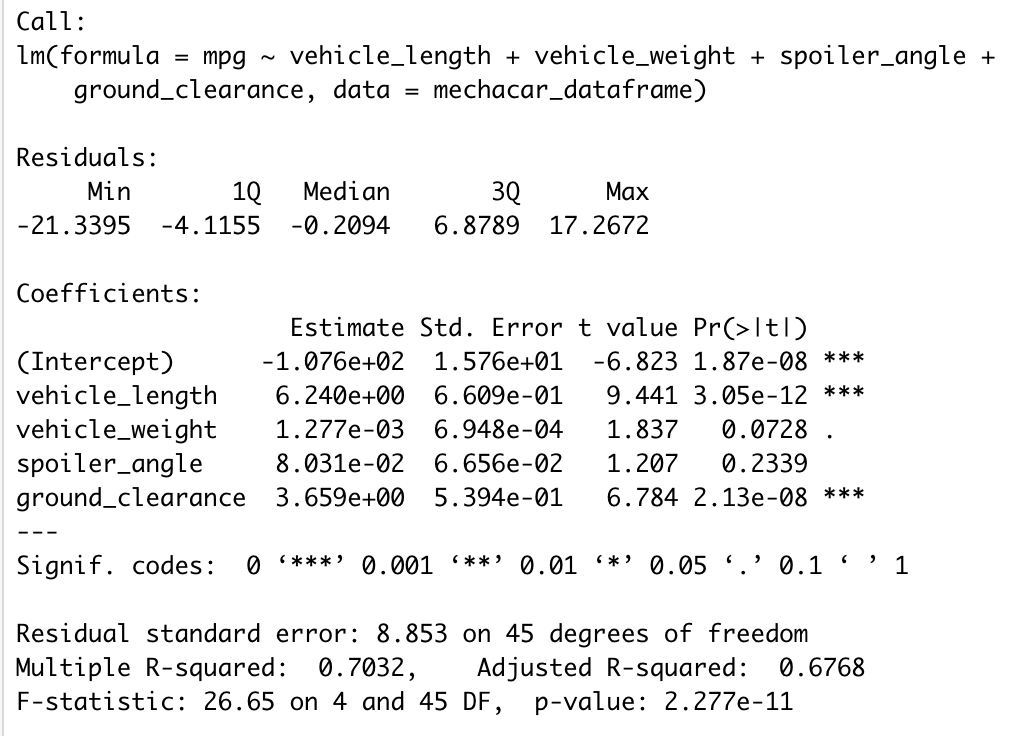 Call:
lm(formula = mpg ~ vehicle_length + vehicle_weight + spoiler_angle +
    ground_clearance, data = mechacar_dataframe)

Residuals:
     Min       1Q   Median       3Q      Max
-21.3395  -4.1155  -0.2094   6.8789  17.2672

Coefficients:
                   Estimate Std. Error t value Pr(>|t|)
(Intercept)      -1.076e+02  1.576e+01  -6.823 1.87e-08 ***
vehicle_length    6.240e+00  6.609e-01   9.441 3.05e-12 ***
vehicle_weight    1.277e-03  6.948e-04   1.837   0.0728 .
spoiler_angle     8.031e-02  6.656e-02   1.207   0.2339
ground_clearance  3.659e+00  5.394e-01   6.784 2.13e-08 ***
---
Signif. codes:  0 ‘***’ 0.001 ‘**’ 0.01 ‘*’ 0.05 ‘.’ 0.1 ‘ ’ 1

Residual standard error: 8.853 on 45 degrees of freedom
Multiple R-squared:  0.7032,    Adjusted R-squared:  0.6768
F-statistic: 26.65 on 4 and 45 DF,  p-value: 2.277e-11